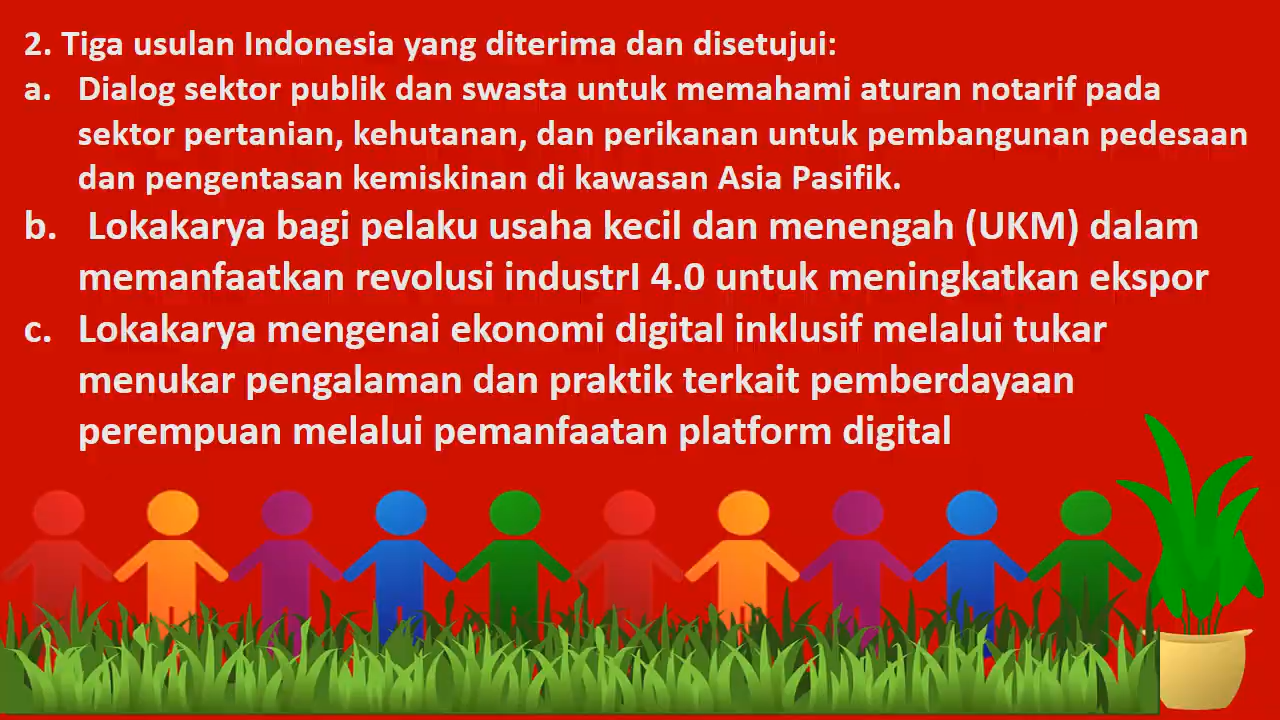 2. Tiga usulan Indonesia yang diterima dan disetujui:
a. Dialog sektor publik dan swasta untuk memahami aturan notarif pada
sektor pertanian, kehutanan, dan perikanan untuk pembangunan pedesaan
dan pengentasan kemiskinan di kawasan Asia Pasifik.
b. Lokakarya bagi pelaku usaha kecil dan menengah (UKM) dalam
memanfaatkan revolusi industrI 4.0 untuk meningkatkan ekspor
c. Lokakarya mengenai ekonomi digital inklusif melalui tukar
menukar pengalaman dan praktik terkait pemberdayaan
perempuan melalui pemanfaatan platform digital